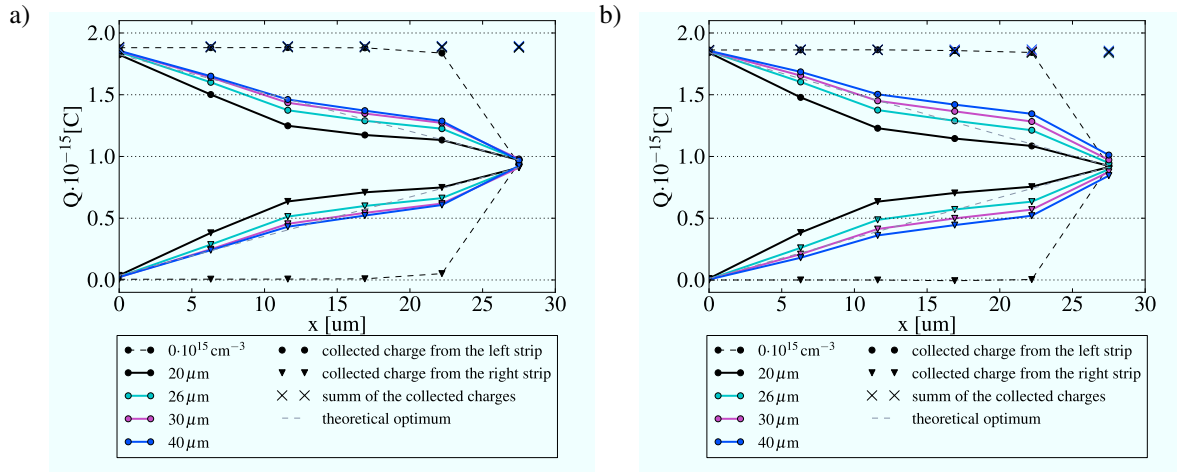 a)
2.0
1.5
1.0
0.5
0.0
Q·10⁻¹⁵[C]
0 5 10 15 20 25 30
x [um]
0·10¹⁵ cm⁻³
20 μm
26 μm
30 μm
40 μm
collected charge from the left strip
collected charge from the right strip
summ of the collected charges
theoretical optimum
b)
2.0
1.5
1.0
0.5
0.0
Q·10⁻¹⁵[C]
0 5 10 15 20 25 30
x [um]
0·10¹⁵ cm⁻³
20 μm
26 μm
30 μm
40 μm
collected charge from the left strip
collected charge from the right strip
summ of the collected charges
theoretical optimum